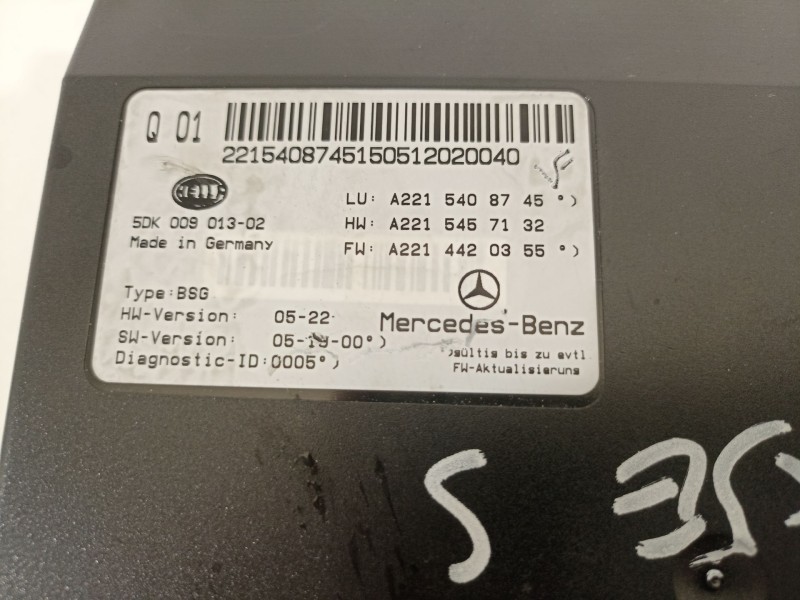 Q 01
2215408745150512020040
HELLA
5DK 009 013-02
Made in Germany
LU: A221 540 87 45°)
HW: A221 545 71 32
FW: A221 442 03 55°)
Type:BSG
HW-Version: 05-22
SW-Version: 05-19-00°)
Diagnostic-ID:0005°)
Mercedes-Benz
°)gültig bis zu evtl
FW-Aktualisierung
S